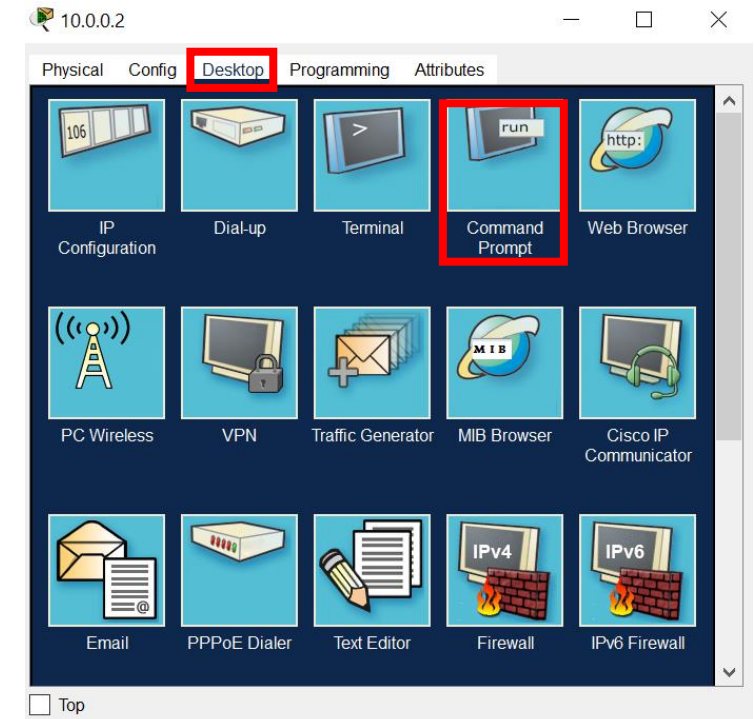 10.0.0.2
Physical Config Desktop Programming Attributes
106
>
run
http:
IP
Configuration
Dial-up
Terminal
Command
Prompt
Web Browser
MIB
PC Wireless
VPN
Traffic Generator
MIB Browser
Cisco IP
Communicator
@
IPv4
IPv6
Email
PPPoE Dialer
Text Editor
Firewall
IPv6 Firewall
Top